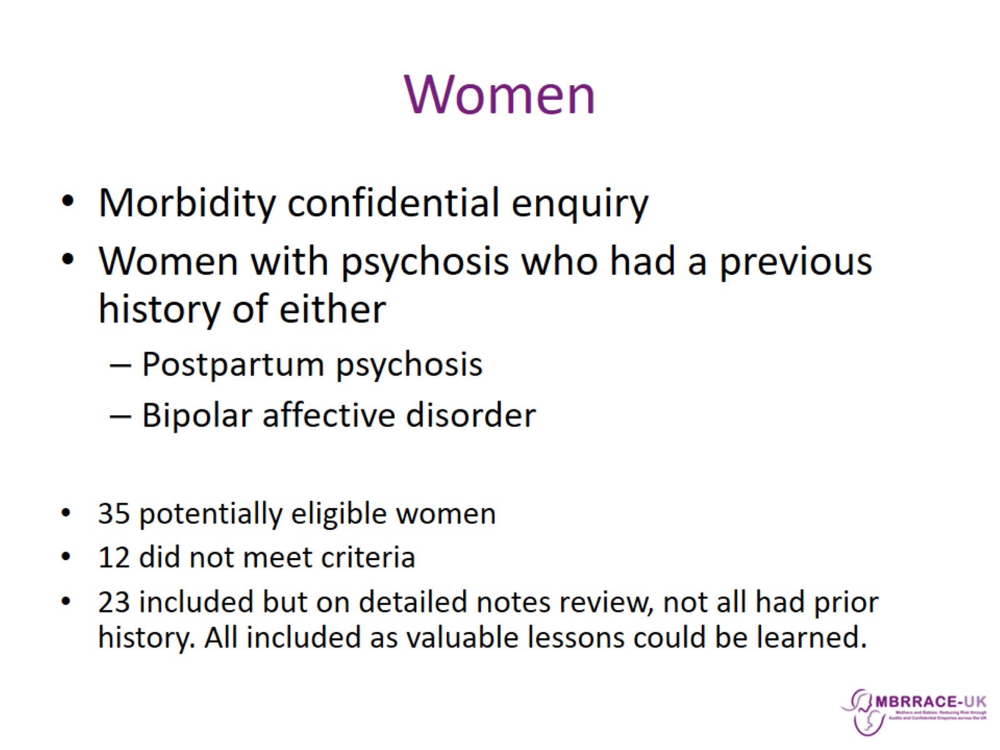 Women
• Morbidity confidential enquiry
• Women with psychosis who had a previous
history of either
– Postpartum psychosis
– Bipolar affective disorder
• 35 potentially eligible women
• 12 did not meet criteria
• 23 included but on detailed notes review, not all had prior
history. All included as valuable lessons could be learned.
MBRRACE-UK
Mothers and Babies: Reducing Risk through
Audits and Confidential Enquiries across the UK